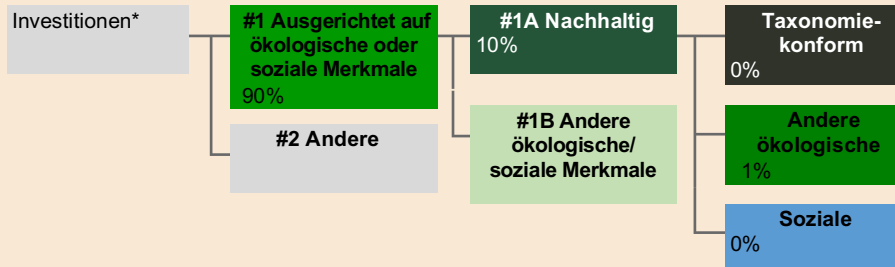 Investitionen*
#1 Ausgerichtet auf
ökologische oder
soziale Merkmale
90%
#2 Andere
#1A Nachhaltig
10%
#1B Andere
ökologische/
soziale Merkmale
Taxonomie-
konform
0%
Andere
ökologische
1%
Soziale
0%